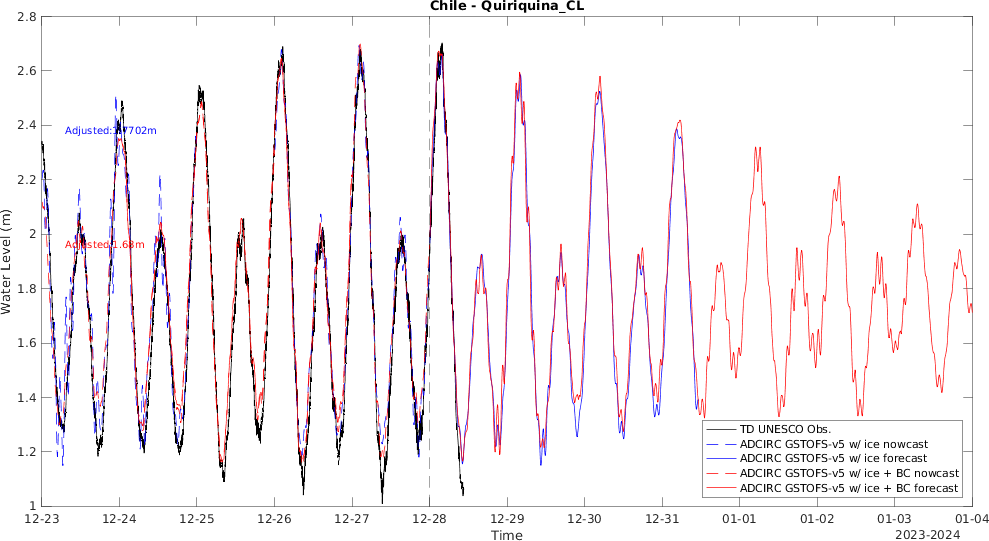 Chile - Quiriquina_CL
2.8
2.6
2.4
2.2
2
1.8
1.6
1.4
1.2
1
Water Level (m)
Adjusted:1.7702m
Adjusted:1.68m
TD UNESCO Obs.
ADCIRC GSTOFS-v5 w/ ice nowcast
ADCIRC GSTOFS-v5 w/ ice forecast
ADCIRC GSTOFS-v5 w/ ice + BC nowcast
ADCIRC GSTOFS-v5 w/ ice + BC forecast
12-23 12-24 12-25 12-26 12-27 12-28 12-29 12-30 12-31 01-01 01-02 01-03 01-04
Time
2023-2024